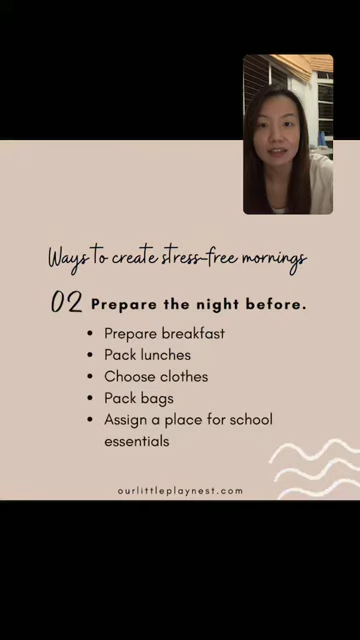 Ways to create stress-free mornings
02 Prepare the night before.
• Prepare breakfast
• Pack lunches
• Choose clothes
• Pack bags
• Assign a place for school
essentials
ourlittleplaynest.com